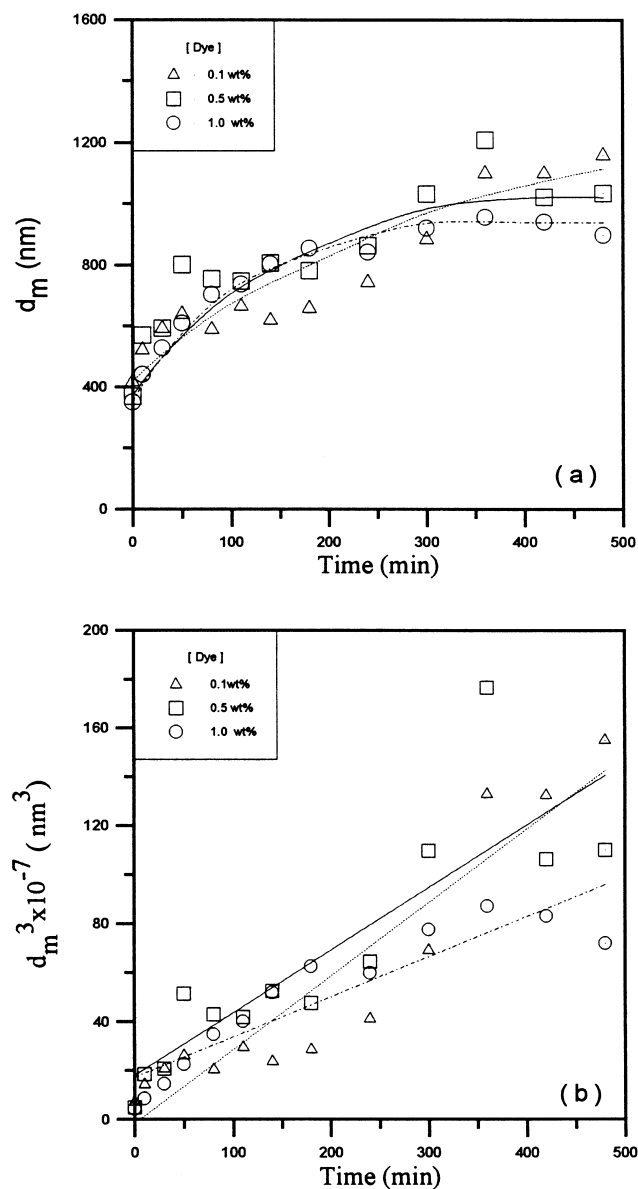 1600
1200
800
400
0
d_m (nm)
[ Dye ]
0.1 wt%
0.5 wt%
1.0 wt%
( a )
0 100 200 300 400 500
Time (min)
200
160
120
80
40
0
d_m^3x10^-7 ( nm^3 )
[ Dye ]
0.1wt%
0.5 wt%
1.0 wt%
( b )
0 100 200 300 400 500
Time (min)